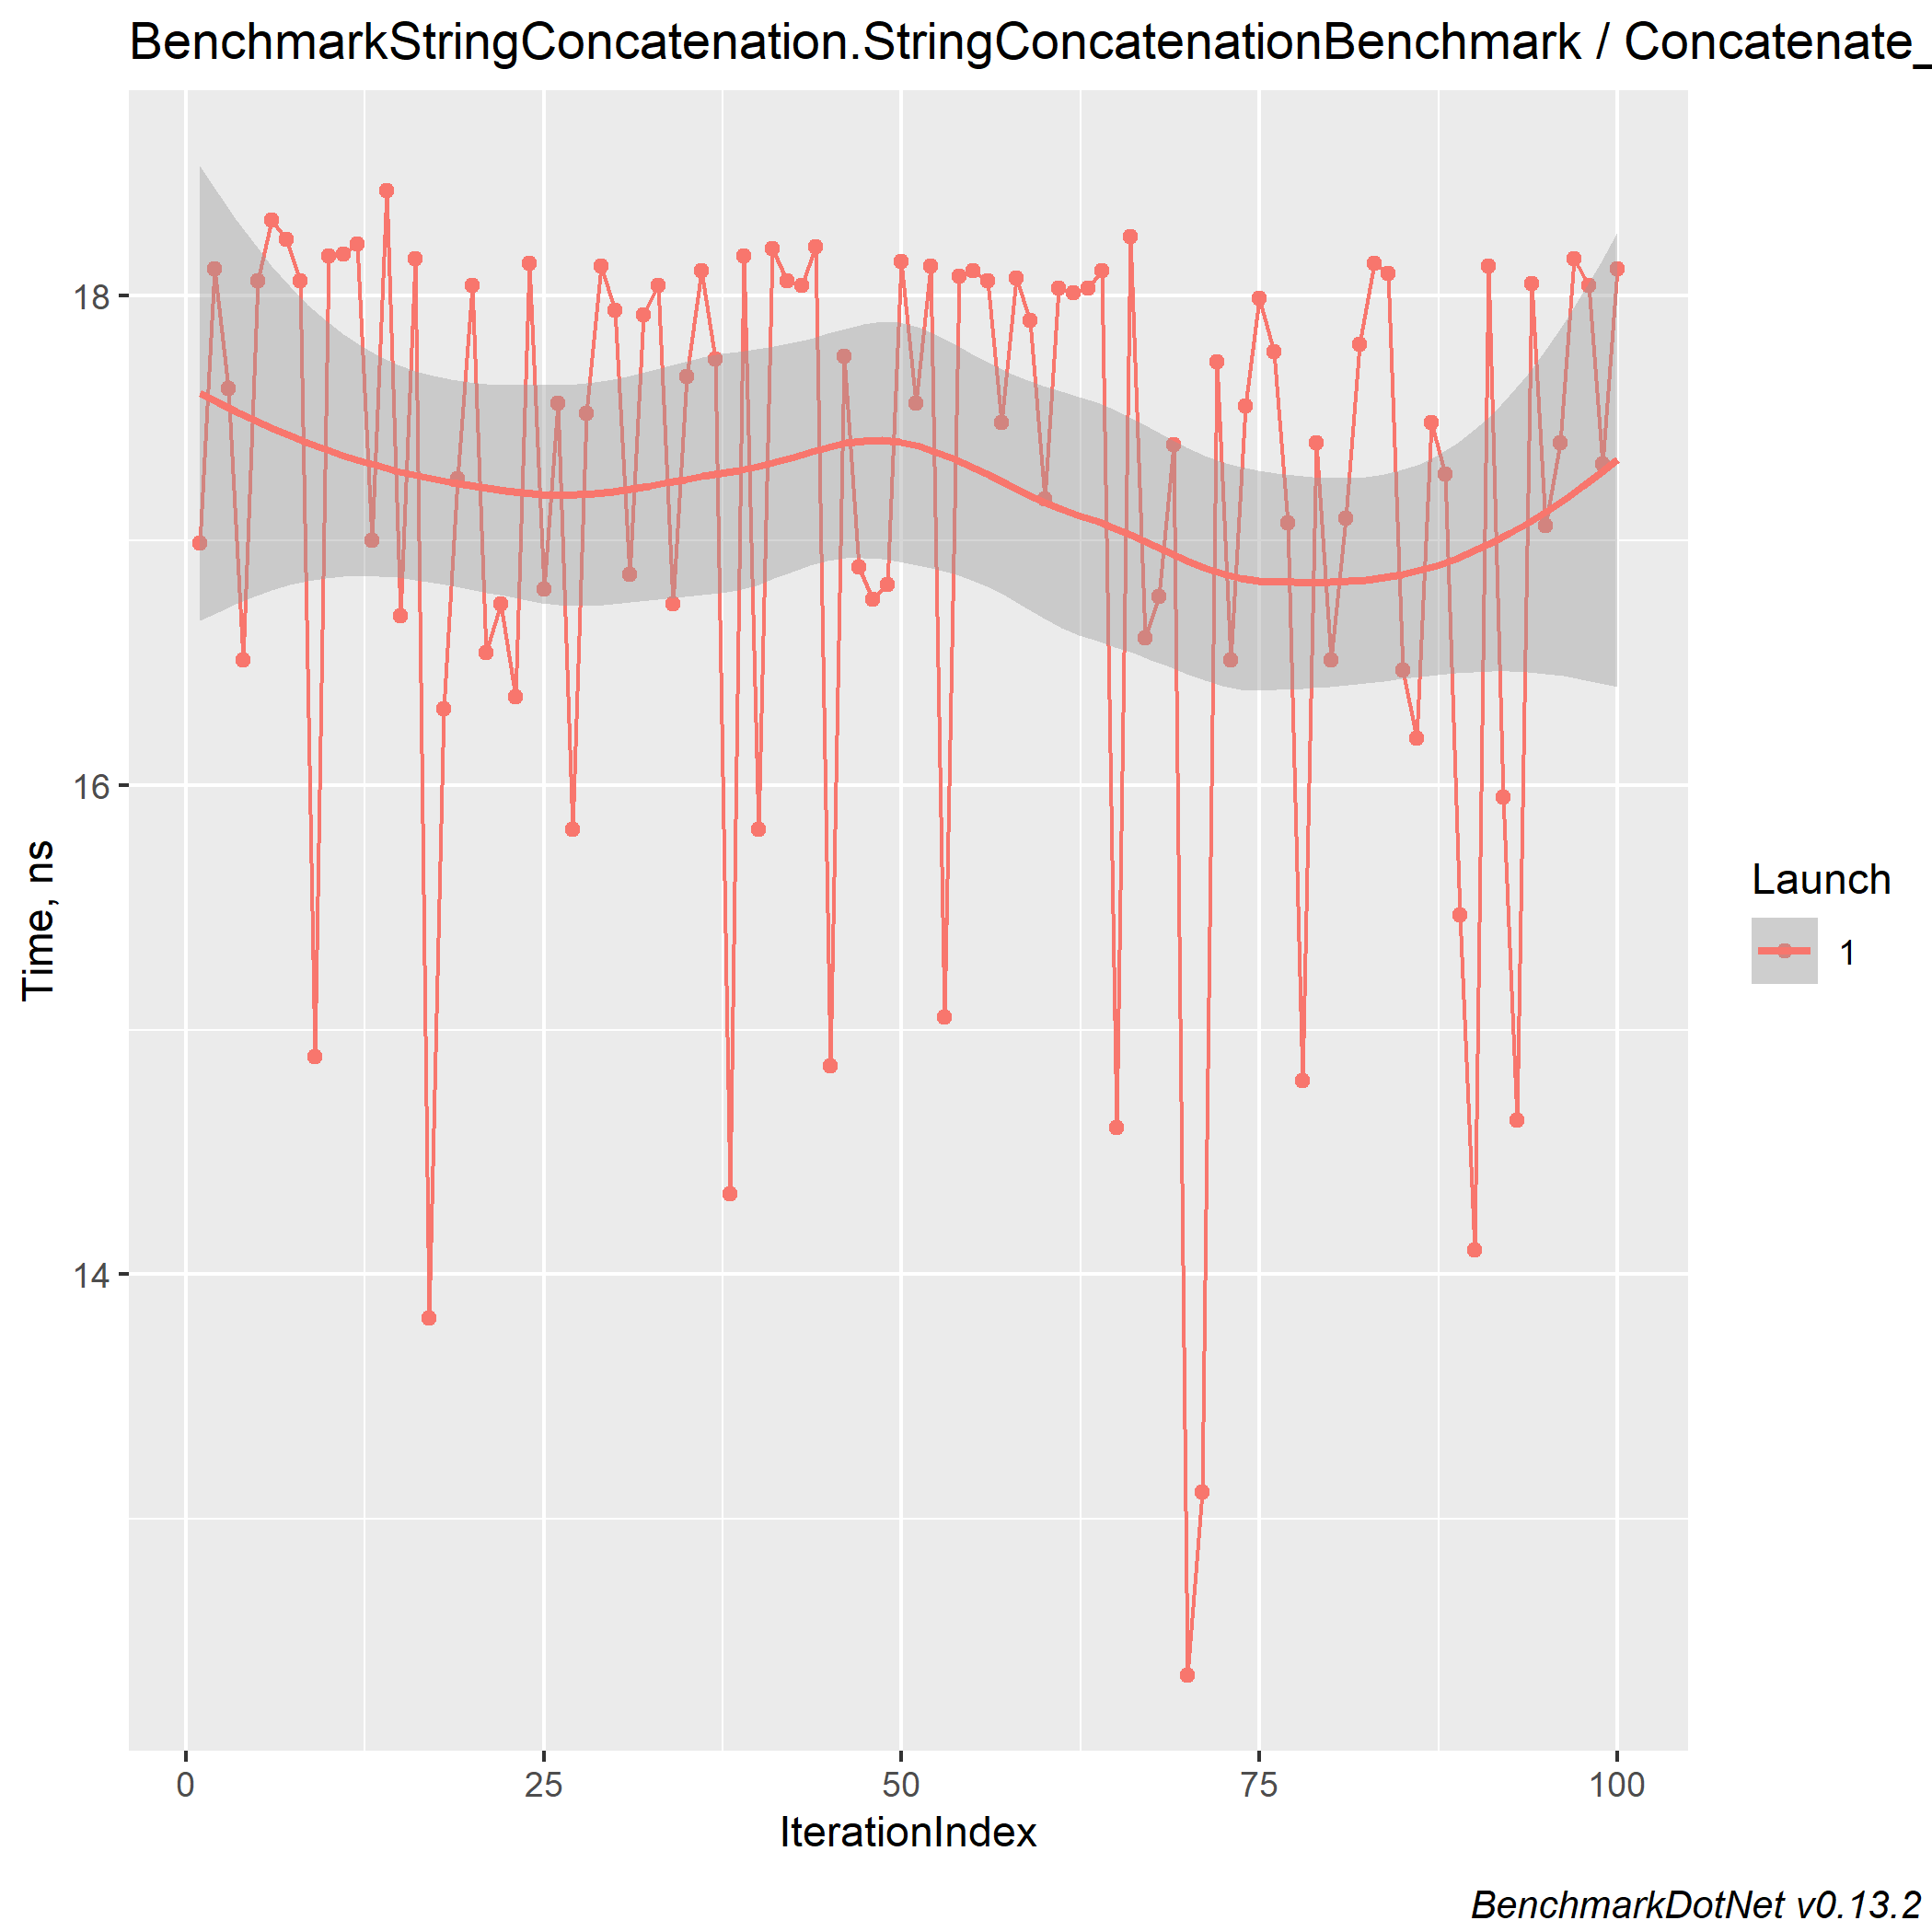 BenchmarkStringConcatenation.StringConcatenationBenchmark / Concatenate_
18
16
14
Time, ns
0 25 50 75 100
IterationIndex
Launch
1
BenchmarkDotNet v0.13.2